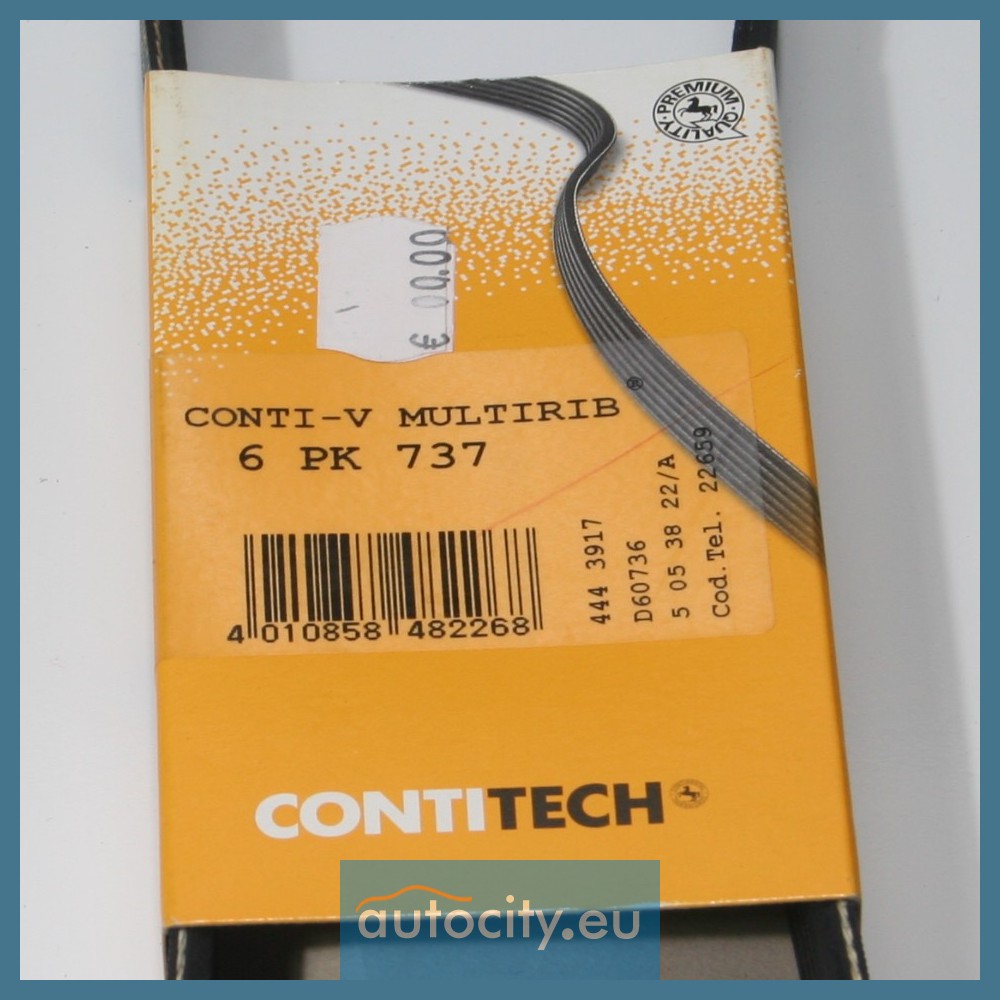 PREMIUM · QUALITY ·
€ 00.00
CONTI-V MULTIRIB ®
6 PK 737
4 010858 482268
444 3917
D60736
5 05 38 22/A
Cod.Tel. 22659
CONTITECH
autocity.eu